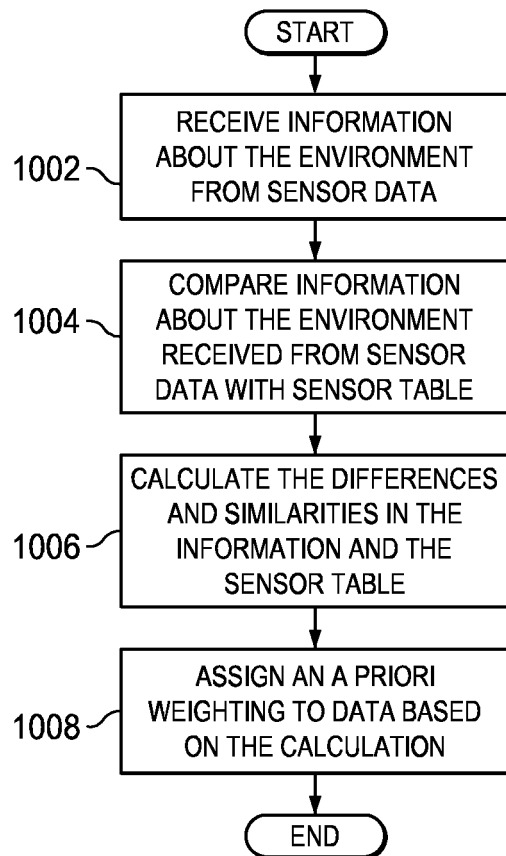 START
1002
RECEIVE INFORMATION
ABOUT THE ENVIRONMENT
FROM SENSOR DATA
1004
COMPARE INFORMATION
ABOUT THE ENVIRONMENT
RECEIVED FROM SENSOR
DATA WITH SENSOR TABLE
1006
CALCULATE THE DIFFERENCES
AND SIMILARITIES IN THE
INFORMATION AND THE
SENSOR TABLE
1008
ASSIGN AN A PRIORI
WEIGHTING TO DATA BASED
ON THE CALCULATION
END